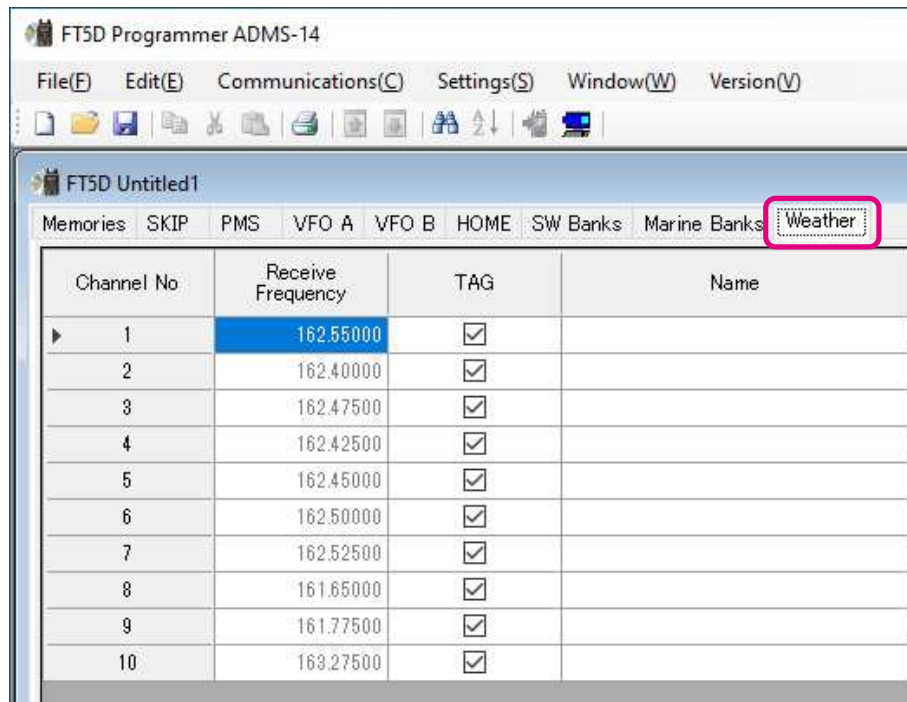 FT5D Programmer ADMS-14
File(F) Edit(E) Communications(C) Settings(S) Window(W) Version(V)
FT5D Untitled1
Memories SKIP PMS VFO A VFO B HOME SW Banks Marine Banks Weather
Channel No Receive Frequency TAG Name
1 162.55000
2 162.40000
3 162.47500
4 162.42500
5 162.45000
6 162.50000
7 162.52500
8 161.65000
9 161.77500
10 163.27500